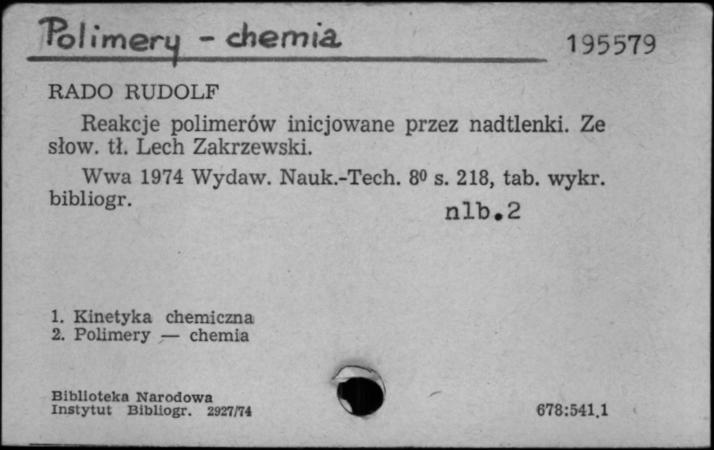 Polimery - chemia
195579
RADO RUDOLF
Reakcje polimerów inicjowane przez nadtlenki. Ze
słow. tł. Lech Zakrzewski.
Wwa 1974 Wydaw. Nauk.-Tech. 8⁰ s. 218, tab. wykr.
bibliogr.
nlb.2
1. Kinetyka chemiczna
2. Polimery — chemia
Biblioteka Narodowa
Instytut Bibliogr. 2927/74
678:541.1